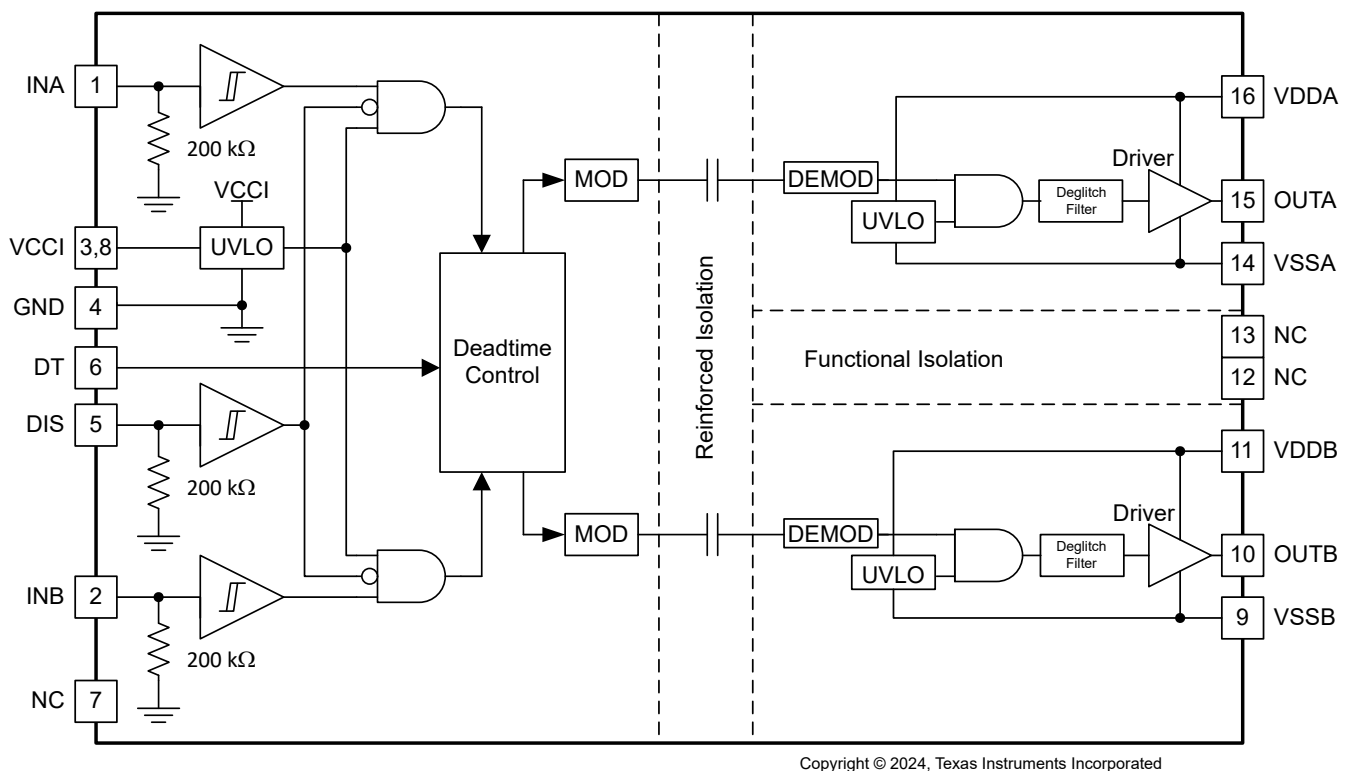 INA 1
200 kΩ
VCCI
VCCI 3,8 UVLO
GND 4
DT 6
DIS 5
200 kΩ
INB 2
200 kΩ
NC 7
Deadtime
Control
MOD
MOD
Reinforced Isolation
Functional Isolation
DEMOD
UVLO
Deglitch
Filter
Driver
16 VDDA
15 OUTA
14 VSSA
13 NC
12 NC
DEMOD
UVLO
Deglitch
Filter
Driver
11 VDDB
10 OUTB
9 VSSB
Copyright © 2024, Texas Instruments Incorporated